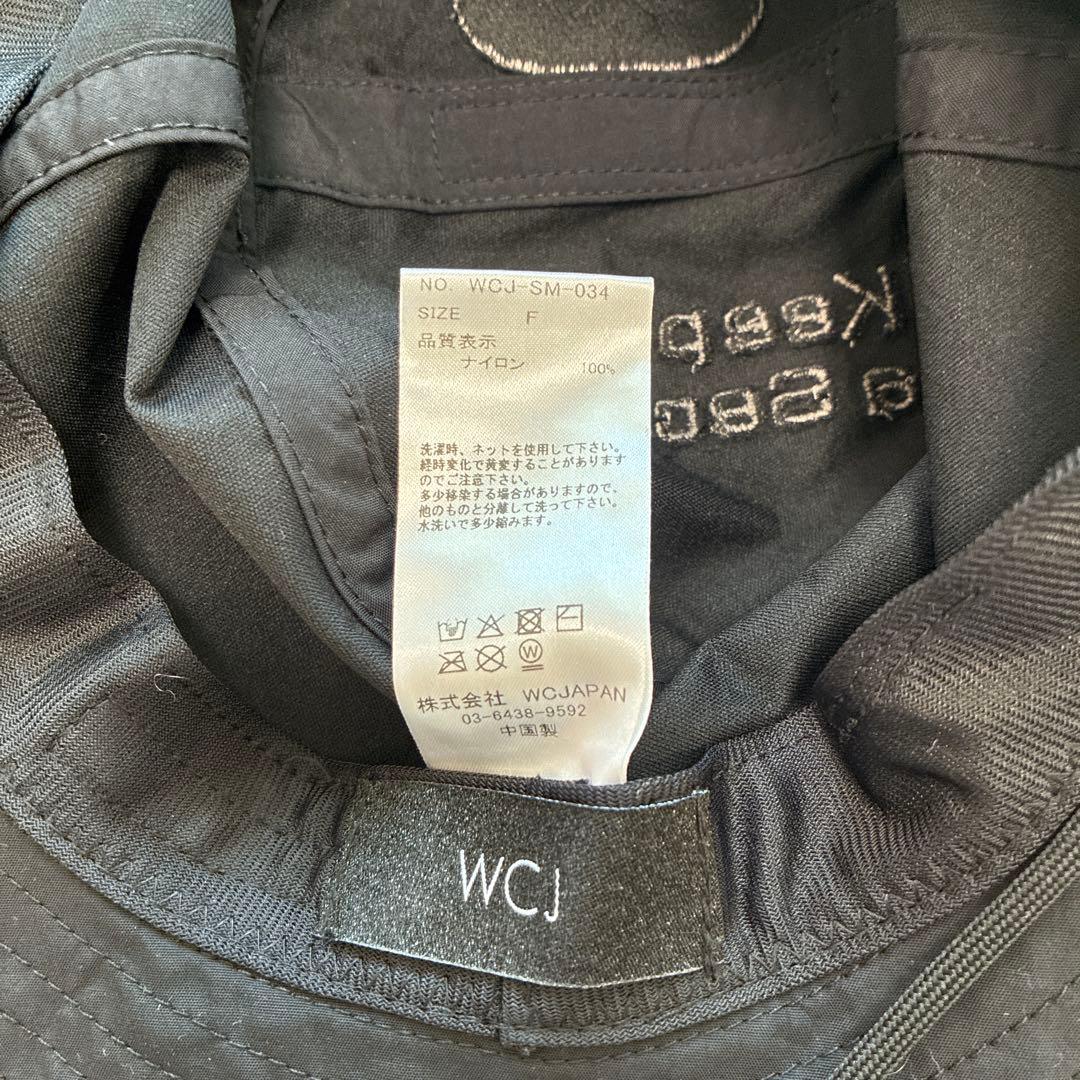 NO. WCJ-SM-034
SIZE F
品質表示
ナイロン 100%
洗濯時、ネットを使用して下さい。
経時変化で黄変することがあります
のでご注意下さい。
多少移染する場合がありますので、
他のものと分離して洗って下さい。
水洗いで多少縮みます。
W
株式会社 WCJAPAN
03-6438-9592
中国製
WCJ
Keep